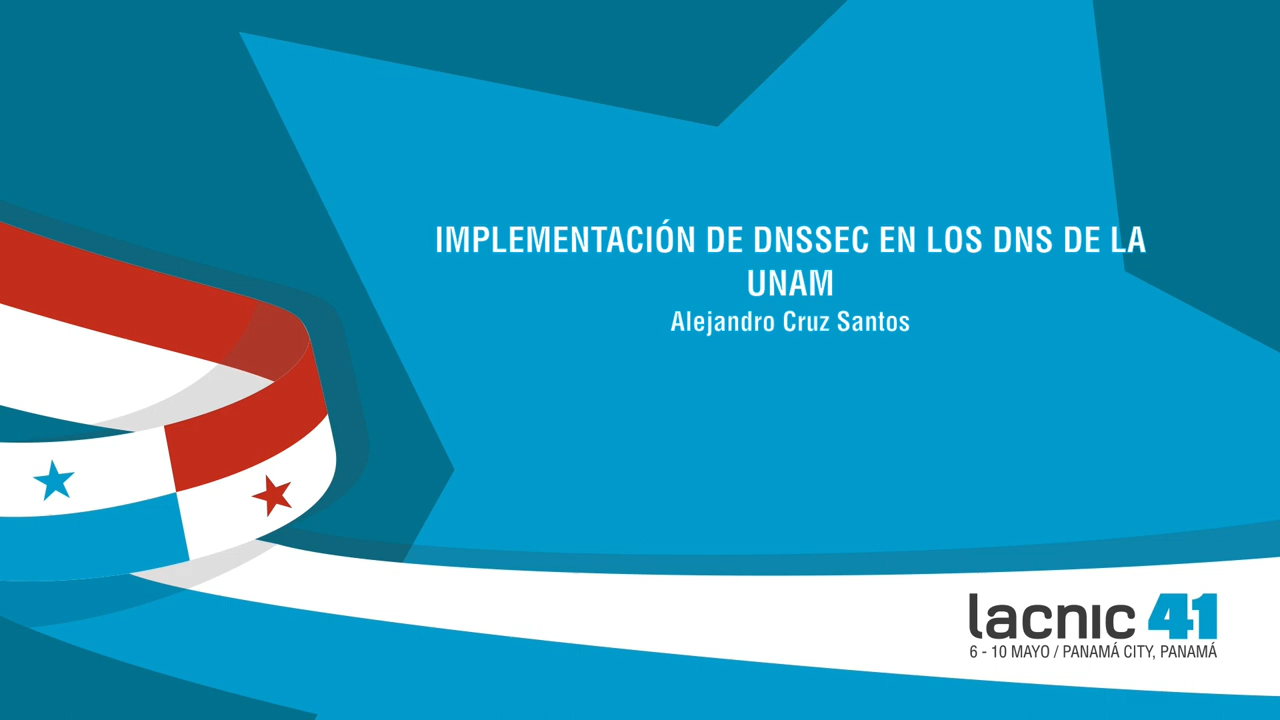 IMPLEMENTACIÓN DE DNSSEC EN LOS DNS DE LA
UNAM
Alejandro Cruz Santos
lacnic 41
6 - 10 MAYO / PANAMÁ CITY, PANAMÁ